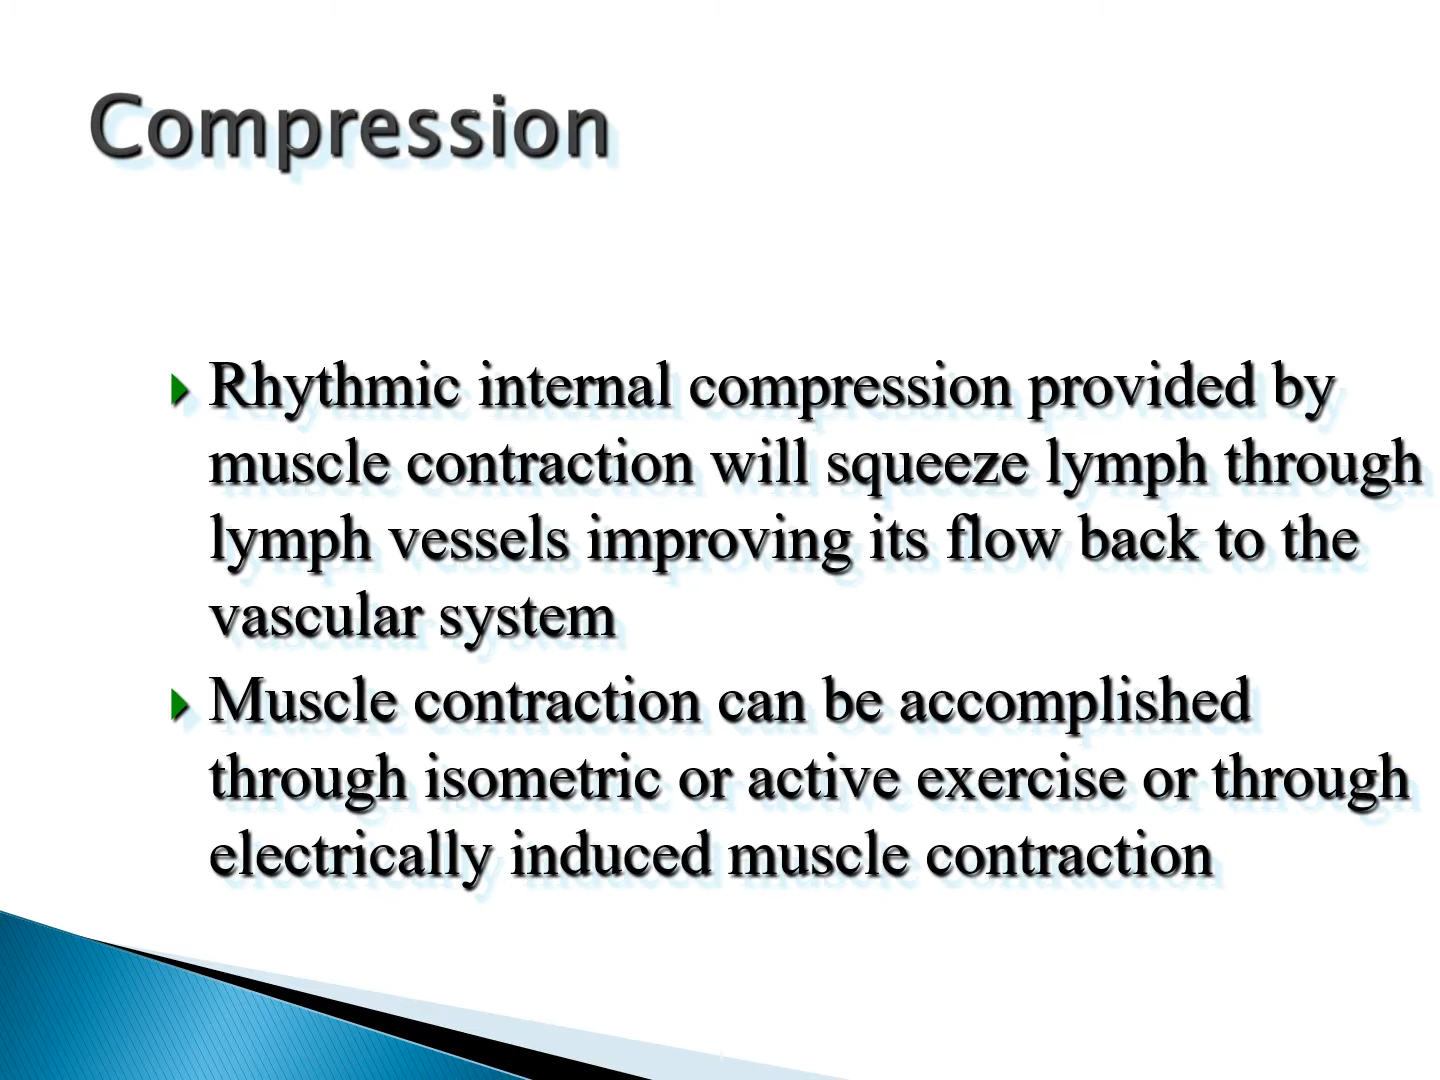 Compression
Rhythmic internal compression provided by
muscle contraction will squeeze lymph through
lymph vessels improving its flow back to the
vascular system
Muscle contraction can be accomplished
through isometric or active exercise or through
electrically induced muscle contraction